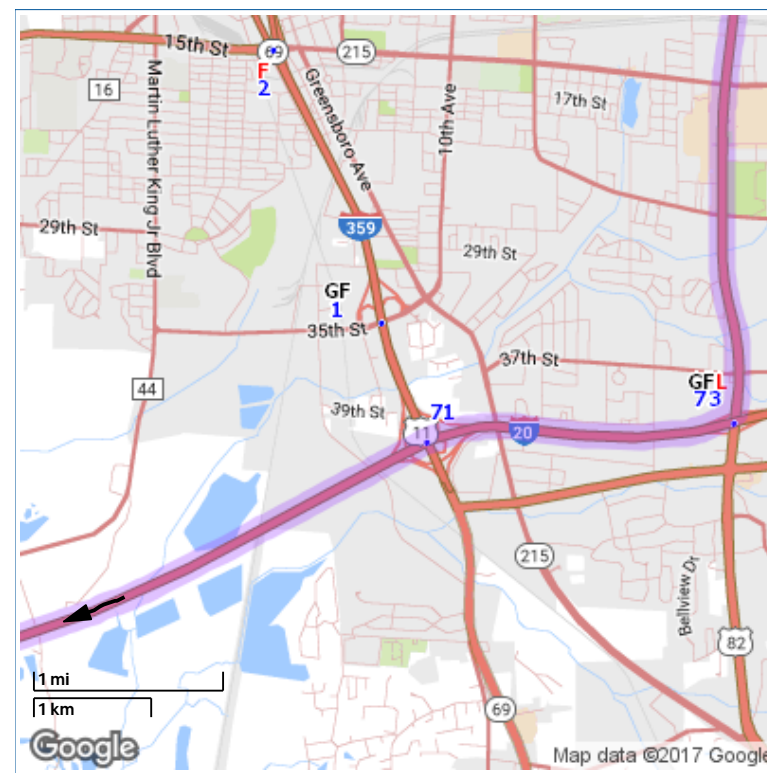 15th St
69
215
F
2
16
Greensboro Ave
10th Ave
17th St
Martin Luther King Jr Blvd
29th St
359
29th St
GF
1
35th St
37th St
GFL
73
44
39th St
71
11
20
215
Bellview Dr
82
1 mi
1 km
69
Google
Map data ©2017 Google